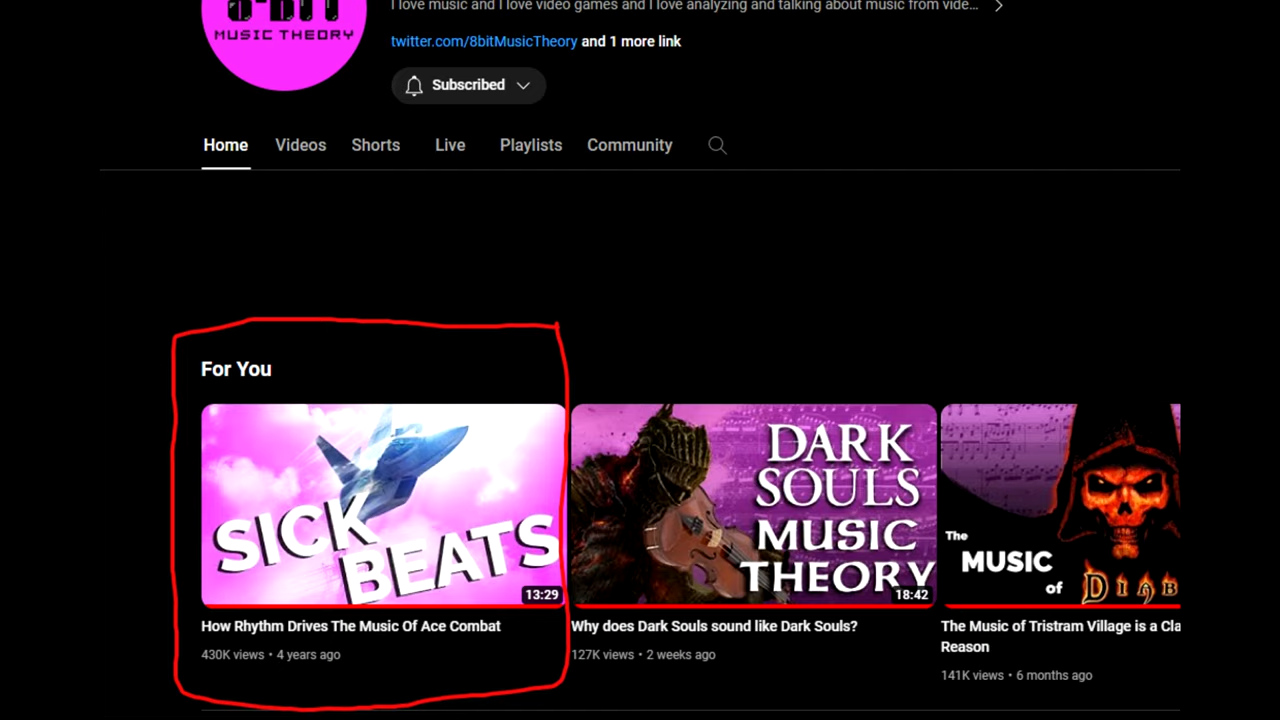 8-BIT
MUSIC THEORY
I love music and I love video games and I love analyzing and talking about music from vide...
twitter.com/8bitMusicTheory and 1 more link
Subscribed
Home Videos Shorts Live Playlists Community
For You
SICK
BEATS
13:29
DARK
SOULS
MUSIC
THEORY
18:42
The
MUSIC
of DIAB
How Rhythm Drives The Music Of Ace Combat
430K views • 4 years ago
Why does Dark Souls sound like Dark Souls?
127K views • 2 weeks ago
The Music of Tristram Village is a Cla
Reason
141K views • 6 months ago